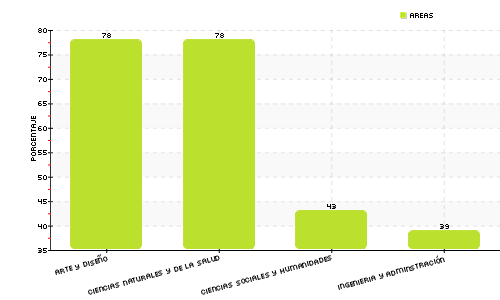 AREAS
PORCENTAJE
80
75
70
65
60
55
50
45
40
35
78
78
43
39
ARTE Y DISEÑO
CIENCIAS NATURALES Y DE LA SALUD
CIENCIAS SOCIALES Y HUMANIDADES
INGENIERIA Y ADMINSTRACIÓN